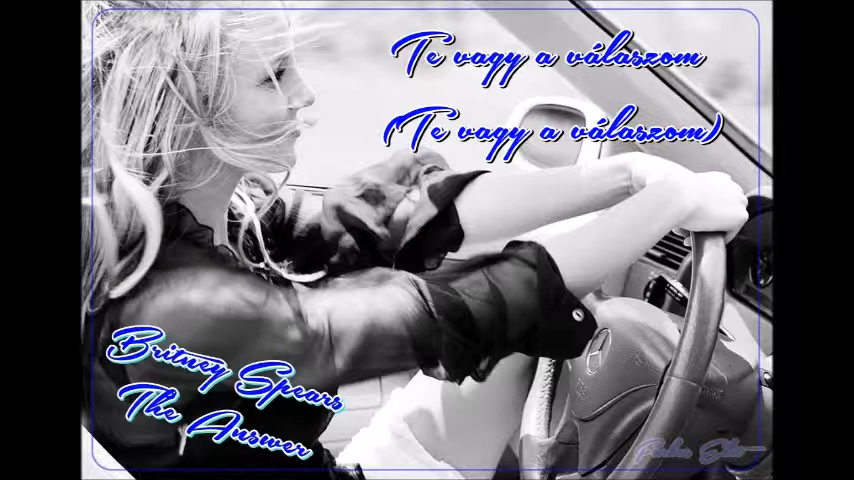 Te vagy a válaszom
(Te vagy a válaszom)
Britney Spears
The Answer